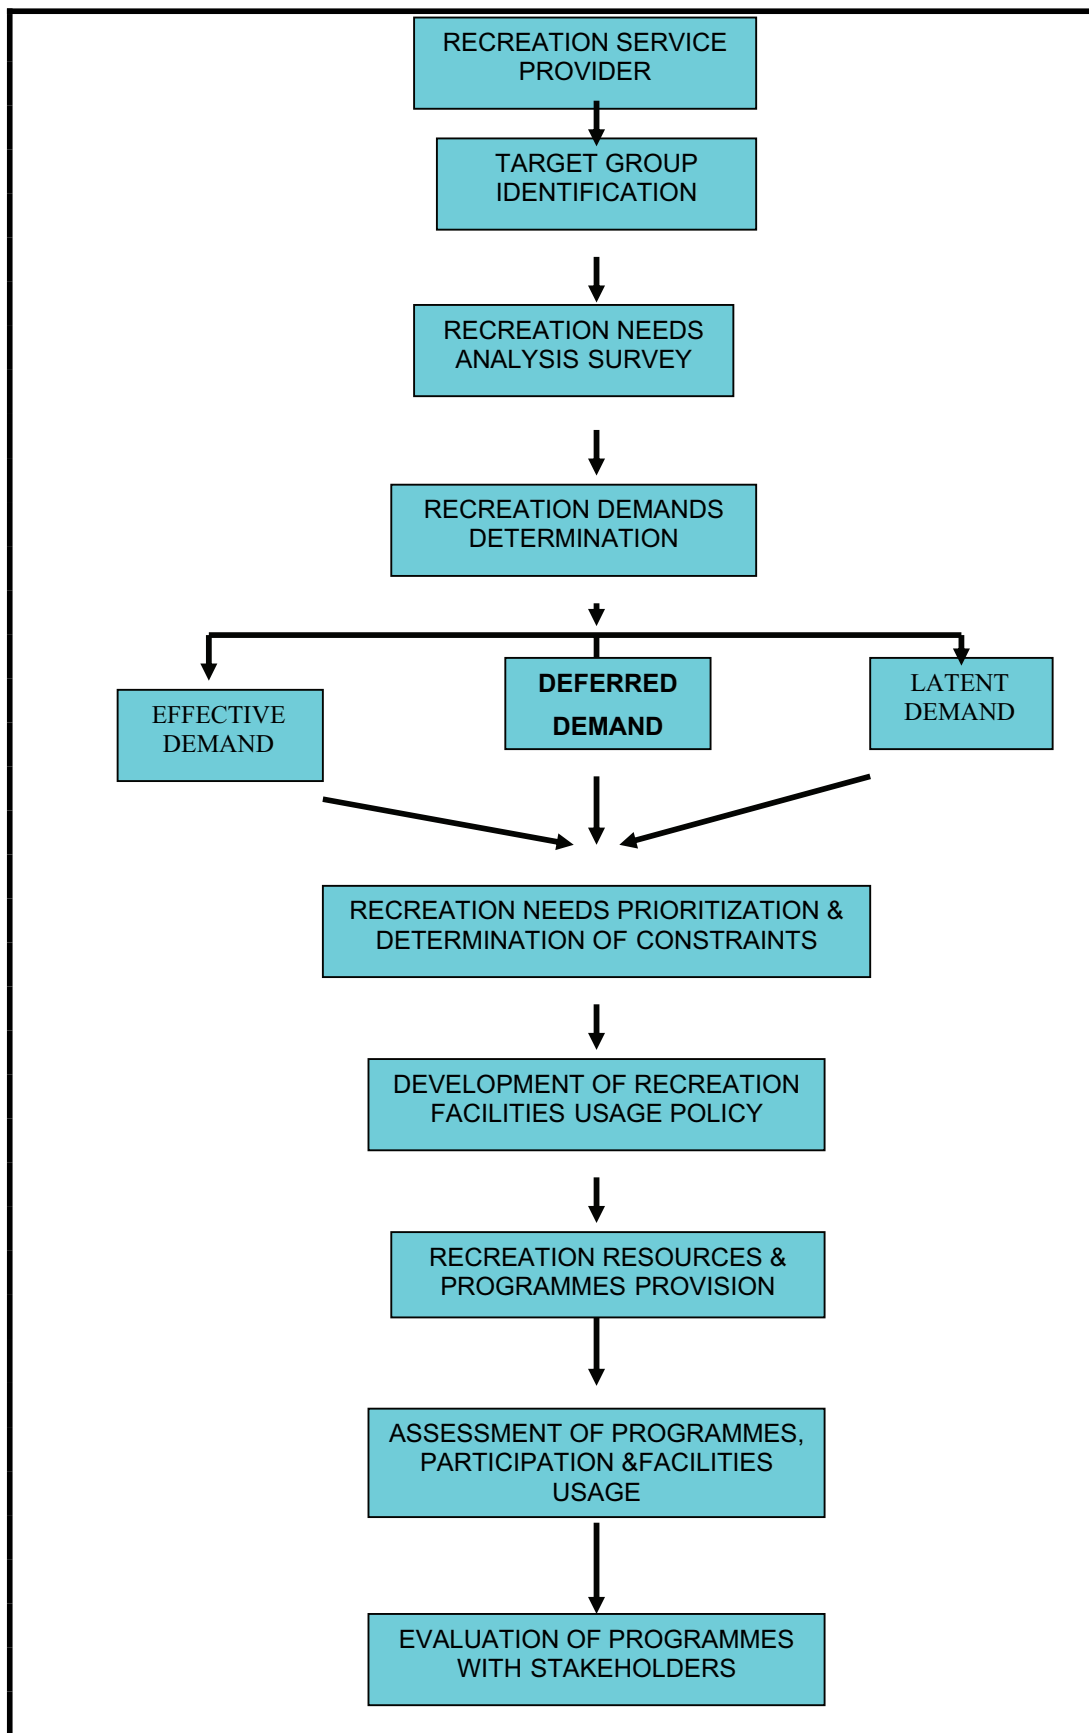 RECREATION SERVICE
PROVIDER
TARGET GROUP
IDENTIFICATION
RECREATION NEEDS
ANALYSIS SURVEY
RECREATION DEMANDS
DETERMINATION
EFFECTIVE
DEMAND
DEFERRED
DEMAND
LATENT
DEMAND
RECREATION NEEDS PRIORITIZATION &
DETERMINATION OF CONSTRAINTS
DEVELOPMENT OF RECREATION
FACILITIES USAGE POLICY
RECREATION RESOURCES &
PROGRAMMES PROVISION
ASSESSMENT OF PROGRAMMES,
PARTICIPATION &FACILITIES
USAGE
EVALUATION OF PROGRAMMES
WITH STAKEHOLDERS